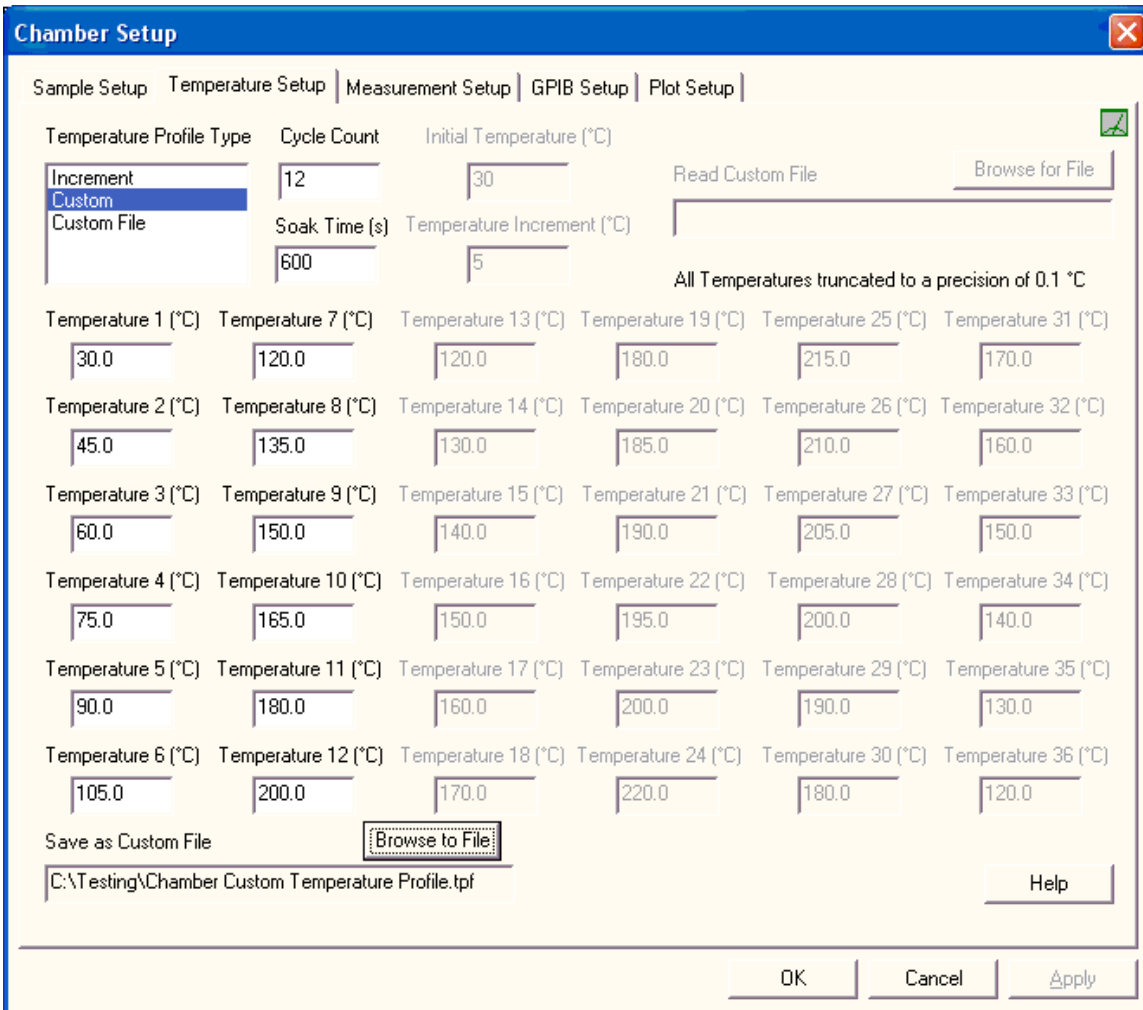 Chamber Setup
Sample Setup Temperature Setup Measurement Setup GPIB Setup Plot Setup
Temperature Profile Type Cycle Count Initial Temperature (°C)
Increment 12 30 Read Custom File Browse for File
Custom
Custom File Soak Time (s) Temperature Increment (°C)
600 5 All Temperatures truncated to a precision of 0.1 °C
Temperature 1 (°C) Temperature 7 (°C) Temperature 13 (°C) Temperature 19 (°C) Temperature 25 (°C) Temperature 31 (°C)
30.0 120.0 120.0 180.0 215.0 170.0
Temperature 2 (°C) Temperature 8 (°C) Temperature 14 (°C) Temperature 20 (°C) Temperature 26 (°C) Temperature 32 (°C)
45.0 135.0 130.0 185.0 210.0 160.0
Temperature 3 (°C) Temperature 9 (°C) Temperature 15 (°C) Temperature 21 (°C) Temperature 27 (°C) Temperature 33 (°C)
60.0 150.0 140.0 190.0 205.0 150.0
Temperature 4 (°C) Temperature 10 (°C) Temperature 16 (°C) Temperature 22 (°C) Temperature 28 (°C) Temperature 34 (°C)
75.0 165.0 150.0 195.0 200.0 140.0
Temperature 5 (°C) Temperature 11 (°C) Temperature 17 (°C) Temperature 23 (°C) Temperature 29 (°C) Temperature 35 (°C)
90.0 180.0 160.0 200.0 190.0 130.0
Temperature 6 (°C) Temperature 12 (°C) Temperature 18 (°C) Temperature 24 (°C) Temperature 30 (°C) Temperature 36 (°C)
105.0 200.0 170.0 220.0 180.0 120.0
Save as Custom File Browse to File
C:\Testing\Chamber Custom Temperature Profile.tpf Help
OK Cancel Apply